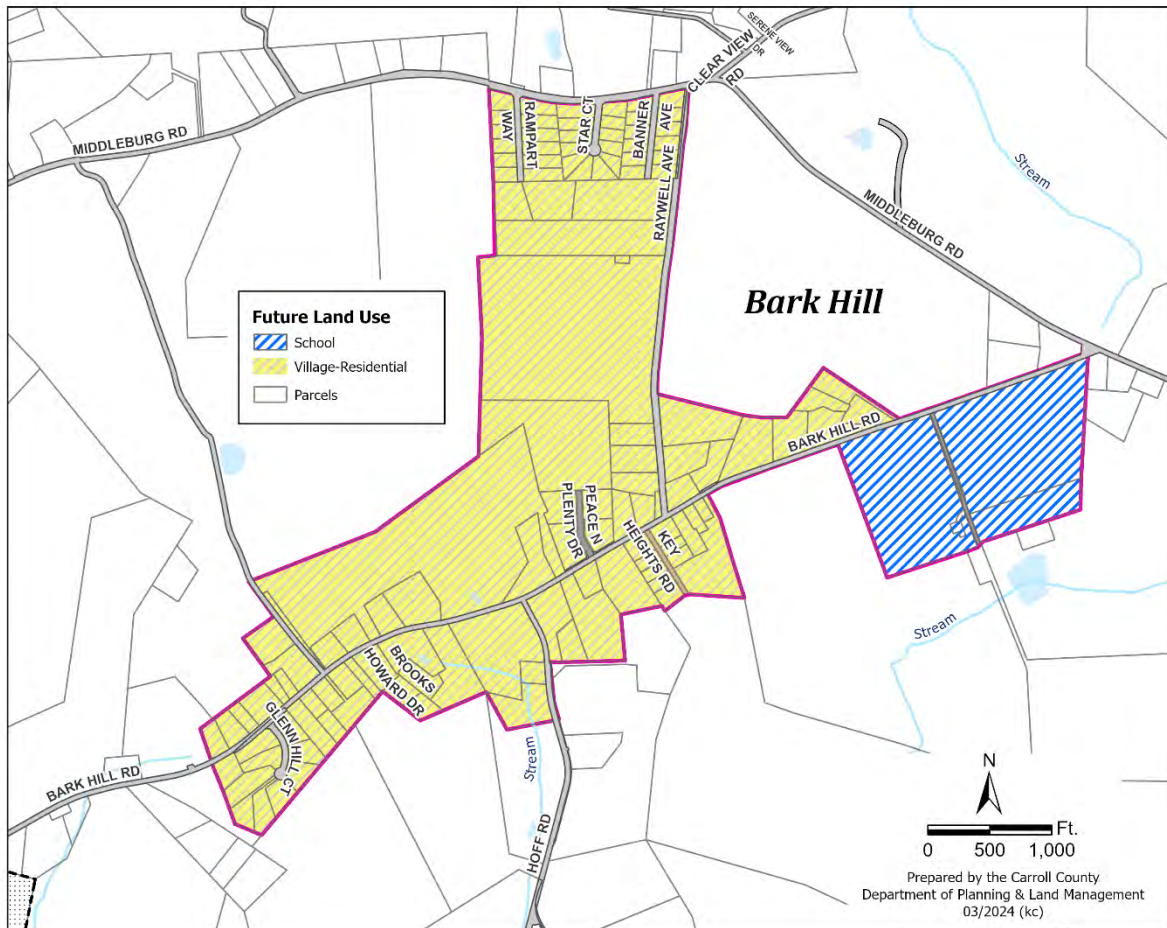 SERENE VIEW
DR
CLEAR VIEW
RD
MIDDLEBURG RD
RAMPART
WAY
STAR CT
BANNER
AVE
RAYWELL AVE
Stream
MIDDLEBURG RD
Bark Hill
Future Land Use
School
Village-Residential
Parcels
BARK HILL RD
PEACE N
PLENTY DR
KEY
HEIGHTS RD
Stream
BROOKS
HOWARD DR
GLENN HILL CT
BARK HILL RD
Stream
HOFF RD
N
Ft.
0 500 1,000
Prepared by the Carroll County
Department of Planning & Land Management
03/2024 (kc)